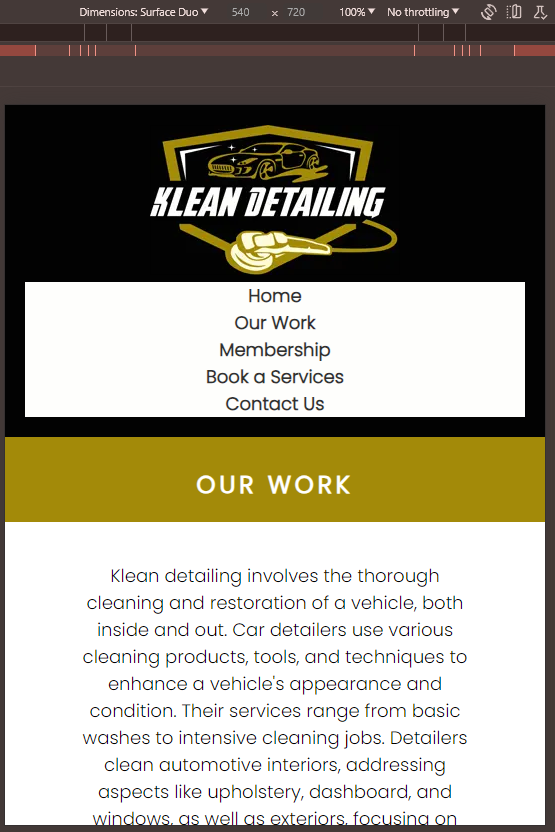 Dimensions: Surface Duo ▼ 540 × 720 100% ▼ No throttling ▼
KLEAN DETAILING
Home
Our Work
Membership
Book a Services
Contact Us
OUR WORK
Klean detailing involves the thorough
cleaning and restoration of a vehicle, both
inside and out. Car detailers use various
cleaning products, tools, and techniques to
enhance a vehicle's appearance and
condition. Their services range from basic
washes to intensive cleaning jobs. Detailers
clean automotive interiors, addressing
aspects like upholstery, dashboard, and
windows, as well as exteriors, focusing on